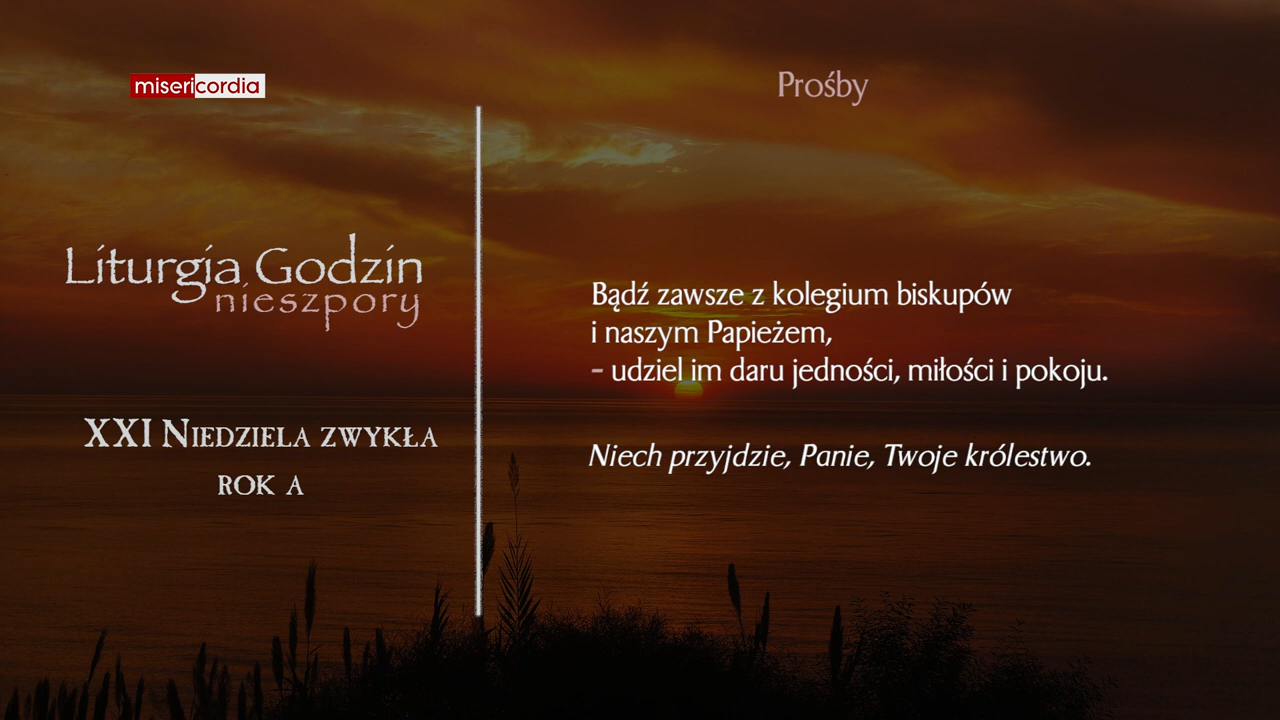 misericordia
Prośby
Liturgia Godzin
nieszpory
XXI Niedziela zwykła
rok a
Bądź zawsze z kolegium biskupów
i naszym Papieżem,
– udziel im daru jedności, miłości i pokoju.
Niech przyjdzie, Panie, Twoje królestwo.